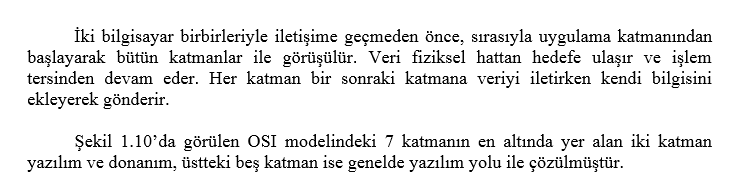 İki bilgisayar birbirleriyle iletişime geçmeden önce, sırasıyla uygulama katmanından
başlayarak bütün katmanlar ile görüşülür. Veri fiziksel hattan hedefe ulaşır ve işlem
tersinden devam eder. Her katman bir sonraki katmana veriyi iletirken kendi bilgisini
ekleyerek gönderir.
Şekil 1.10’da görülen OSI modelindeki 7 katmanın en altında yer alan iki katman
yazılım ve donanım, üstteki beş katman ise genelde yazılım yolu ile çözülmüştür.